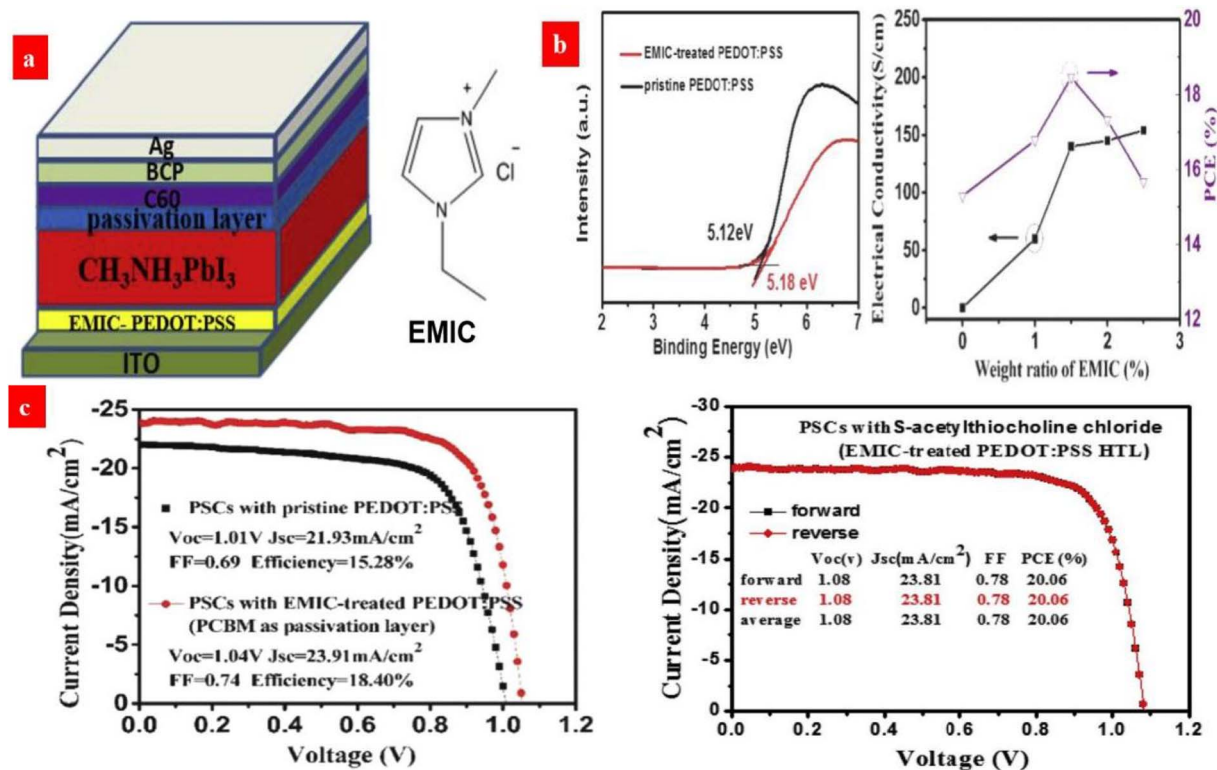 a
Ag
BCP
C60
passivation layer
CH3NH3PbI3
EMIC- PEDOT:PSS
ITO
N
+
Cl
−
N
EMIC
b
EMIC-treated PEDOT:PSS
pristine PEDOT:PSS
Intensity (a.u.)
5.12eV
5.18 eV
2 3 4 5 6 7
Binding Energy (eV)
Electrical Conductivity(S/cm)
250
200
150
100
50
0
0 1 2 3
Weight ratio of EMIC (%)
20
18
16
14
12
PCE (%)
c
Current Density(mA/cm2)
-25
-20
-15
-10
-5
0
PSCs with pristine PEDOT:PSS
Voc=1.01V Jsc=21.93mA/cm2
FF=0.69 Efficiency=15.28%
PSCs with EMIC-treated PEDOT:PSS
(PCBM as passivation layer)
Voc=1.04V Jsc=23.91mA/cm2
FF=0.74 Efficiency=18.40%
0.0 0.2 0.4 0.6 0.8 1.0 1.2
Voltage (V)
Current Density(mA/cm2)
-30
-25
-20
-15
-10
-5
0
PSCs with S-acetylthiocholine chloride
(EMIC-treated PEDOT:PSS HTL)
forward
reverse
Voc(v) Jsc(mA/cm2) FF PCE (%)
forward 1.08 23.81 0.78 20.06
reverse 1.08 23.81 0.78 20.06
average 1.08 23.81 0.78 20.06
0.0 0.2 0.4 0.6 0.8 1.0 1.2
Voltage (V)